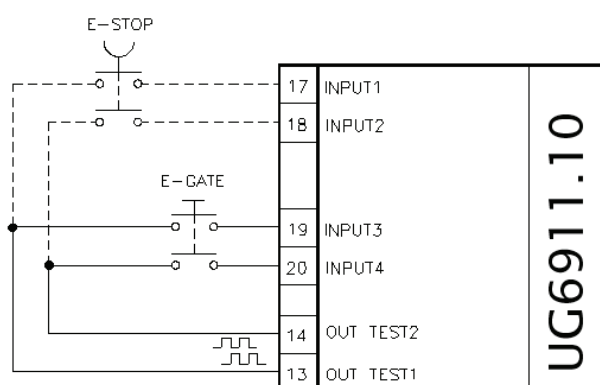 E-STOP
17 INPUT1
18 INPUT2
E-GATE
19 INPUT3
20 INPUT4
14 OUT TEST2
13 OUT TEST1
UG6911.10